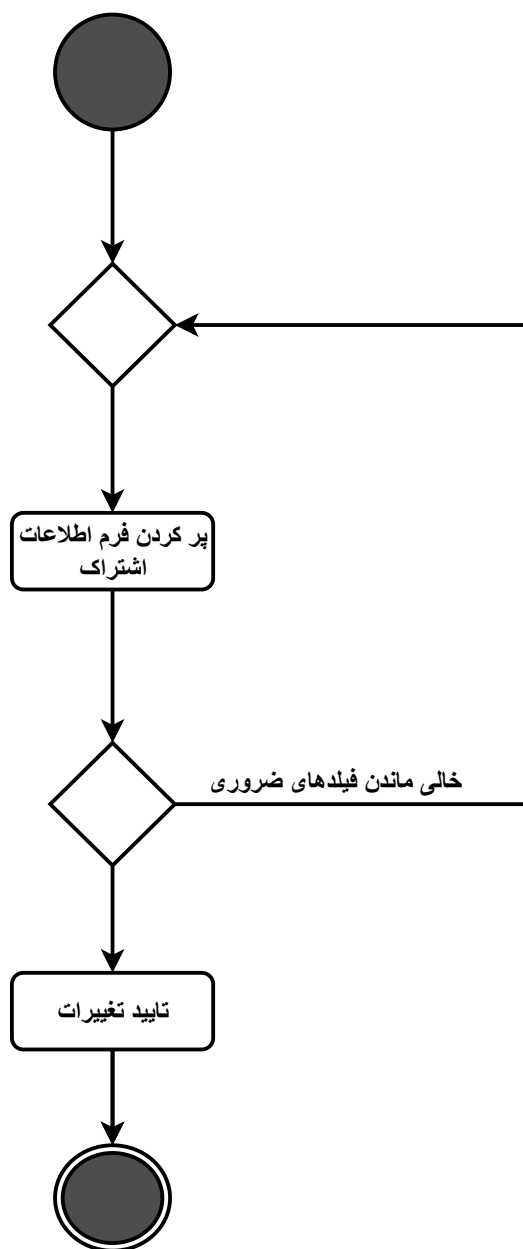 پر کردن فرم اطلاعات
اشتراک
خالی ماندن فیلدهای ضروری
تایید تغییرات